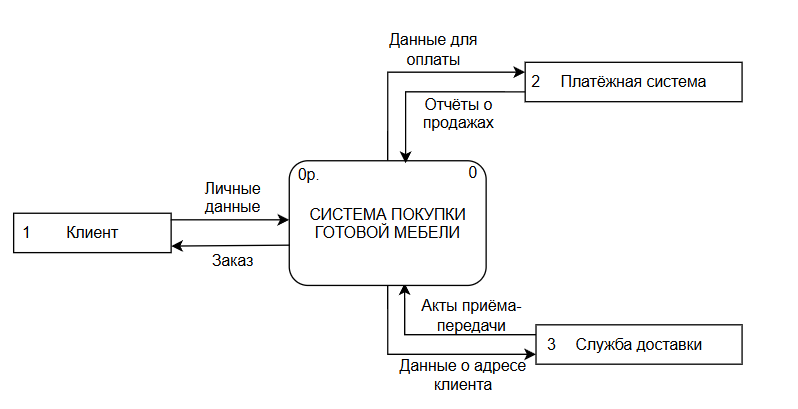 Данные для
оплаты
2 Платёжная система
Отчёты о
продажах
0р. 0
Личные
данные
СИСТЕМА ПОКУПКИ
ГОТОВОЙ МЕБЕЛИ
1 Клиент
Заказ
Акты приёма-
передачи
3 Служба доставки
Данные о адресе
клиента